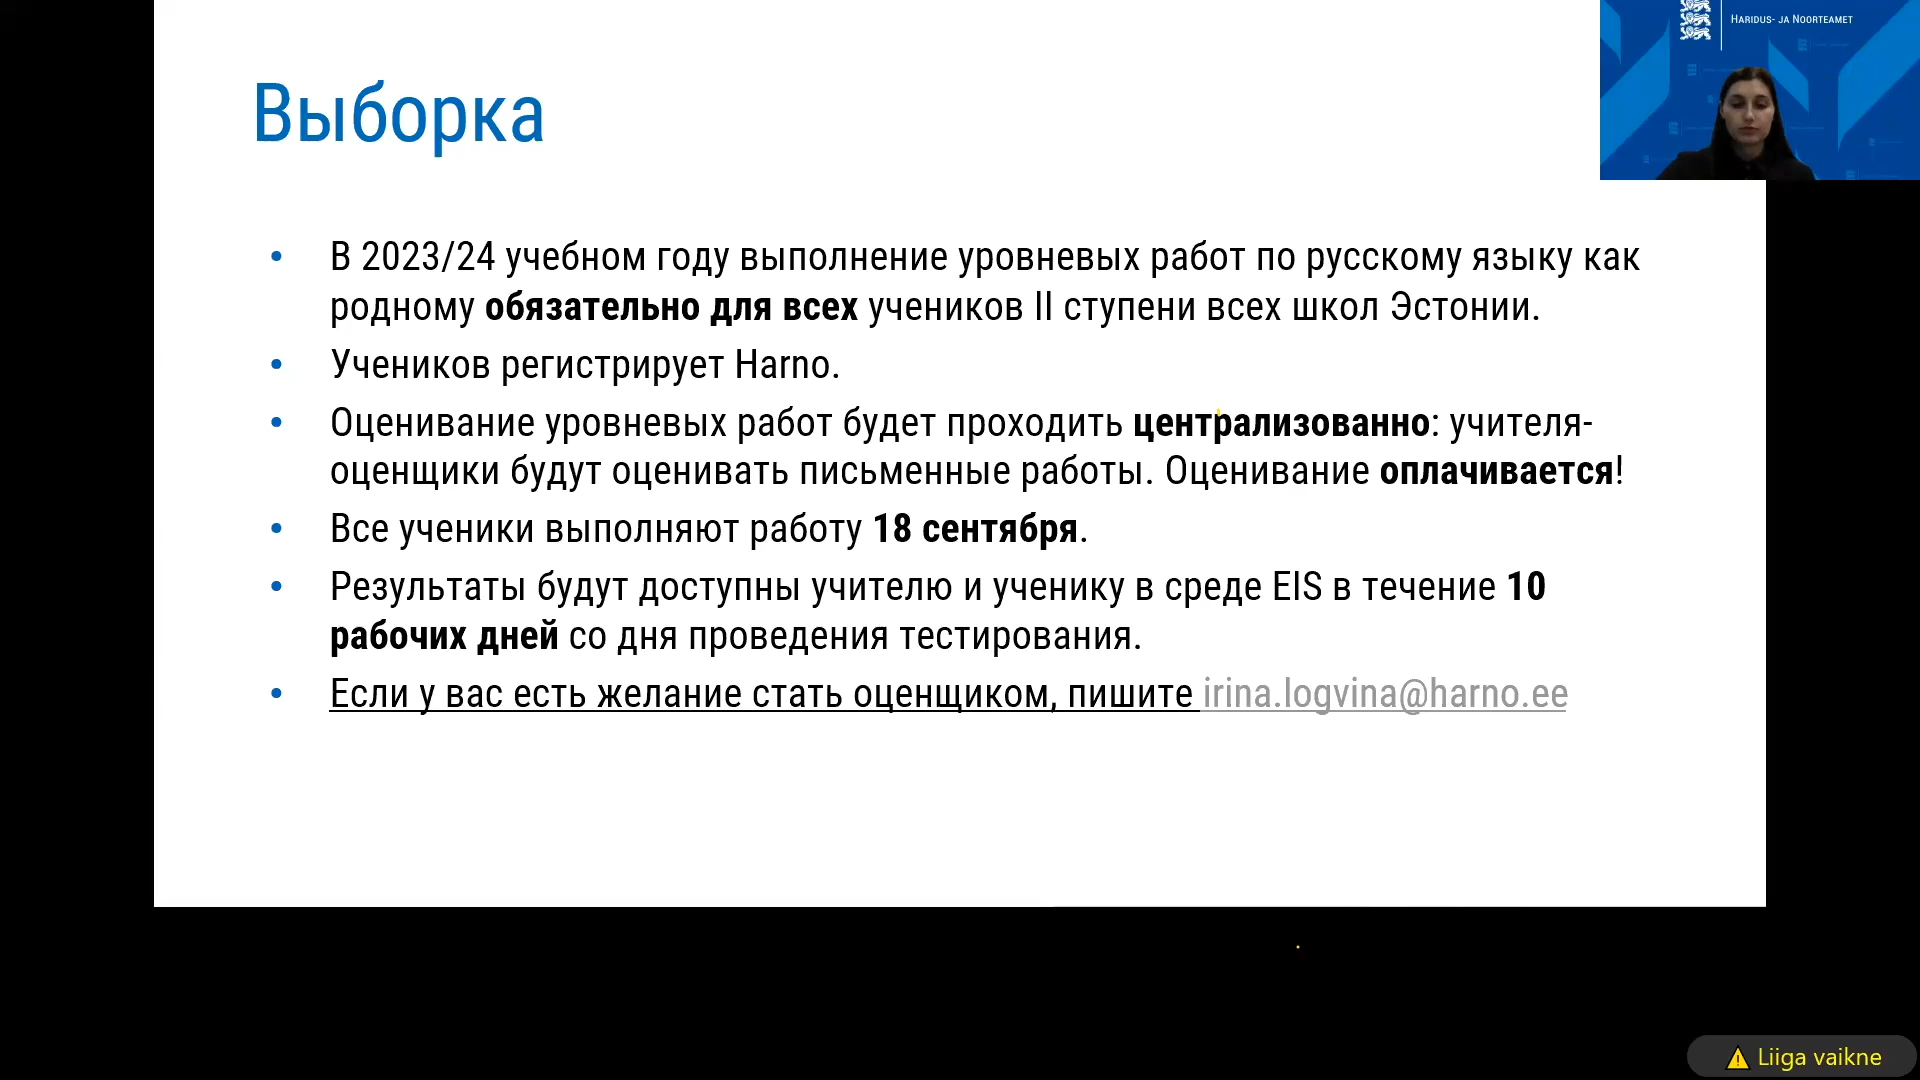 Haridus- ja Noorteamet
Выборка
• В 2023/24 учебном году выполнение уровневых работ по русскому языку как
родному обязательно для всех учеников II ступени всех школ Эстонии.
• Учеников регистрирует Harno.
• Оценивание уровневых работ будет проходить централизованно: учителя-
оценщики будут оценивать письменные работы. Оценивание оплачивается!
• Все ученики выполняют работу 18 сентября.
• Результаты будут доступны учителю и ученику в среде EIS в течение 10
рабочих дней со дня проведения тестирования.
• Если у вас есть желание стать оценщиком, пишите irina.logvina@harno.ee
Liiga vaikne